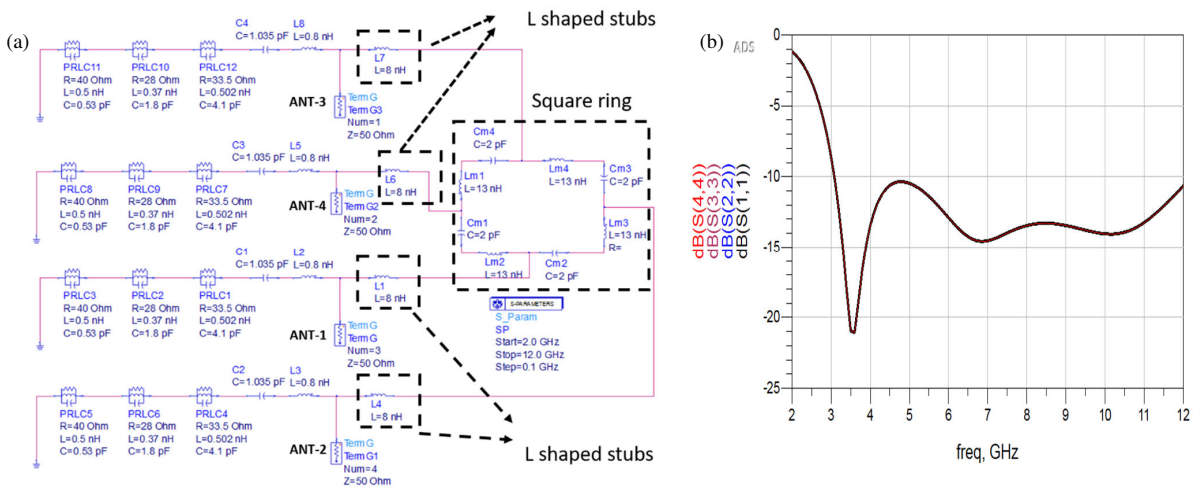 (a)
L shaped stubs
C4
C=1.035 pF
L8
L=0.8 nH
L7
L=8 nH
PRLC11
R=40 Ohm
L=0.5 nH
C=0.53 pF
PRLC10
R=28 Ohm
L=0.37 nH
C=1.8 pF
PRLC12
R=33.5 Ohm
L=0.502 nH
C=4.1 pF
ANT-3
Term G
TermG3
Num=1
Z=50 Ohm
Square ring
C3
C=1.035 pF
L5
L=0.8 nH
L6
L=8 nH
PRLC8
R=40 Ohm
L=0.5 nH
C=0.53 pF
PRLC9
R=28 Ohm
L=0.37 nH
C=1.8 pF
PRLC7
R=33.5 Ohm
L=0.502 nH
C=4.1 pF
ANT-4
Term G
TermG2
Num=2
Z=50 Ohm
Cm4
C=2 pF
Lm1
L=13 nH
Lm4
L=13 nH
Cm3
C=2 pF
Cm1
C=2 pF
Lm3
L=13 nH
R=
Lm2
L=13 nH
Cm2
C=2 pF
C1
C=1.035 pF
L2
L=0.8 nH
L1
L=8 nH
PRLC3
R=40 Ohm
L=0.5 nH
C=0.53 pF
PRLC2
R=28 Ohm
L=0.37 nH
C=1.8 pF
PRLC1
R=33.5 Ohm
L=0.502 nH
C=4.1 pF
ANT-1
Term G
TermG
Num=3
Z=50 Ohm
S-PARAMETERS
S_Param
SP
Start=2.0 GHz
Stop=12.0 GHz
Step=0.1 GHz
C2
C=1.035 pF
L3
L=0.8 nH
L4
L=8 nH
PRLC5
R=40 Ohm
L=0.5 nH
C=0.53 pF
PRLC6
R=28 Ohm
L=0.37 nH
C=1.8 pF
PRLC4
R=33.5 Ohm
L=0.502 nH
C=4.1 pF
ANT-2
Term G
TermG1
Num=4
Z=50 Ohm
L shaped stubs
(b)
ADS
0
-5
-10
-15
-20
-25
dB(S(4,4))
dB(S(3,3))
dB(S(2,2))
dB(S(1,1))
2 3 4 5 6 7 8 9 10 11 12
freq, GHz